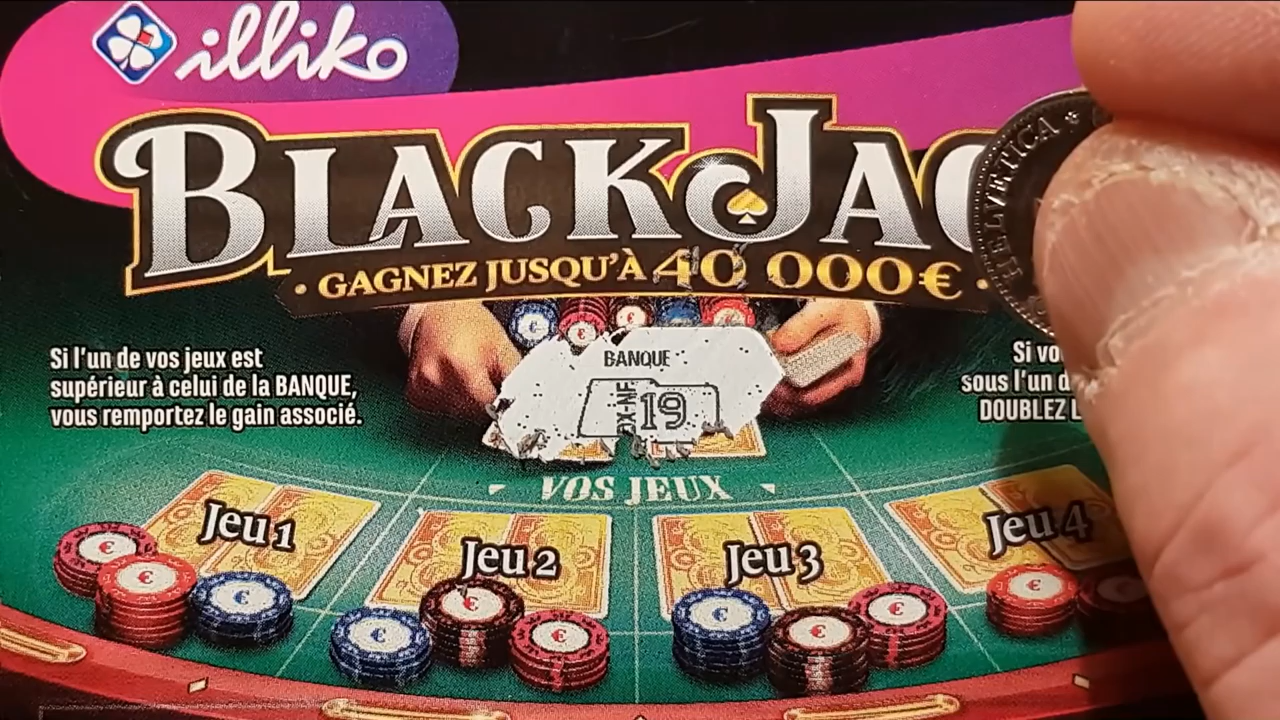 illiko
BLACKJAC
· GAGNEZ JUSQU'À 40 000€ ·
HELVETICA *
Si l'un de vos jeux est
supérieur à celui de la BANQUE,
vous remportez le gain associé.
BANQUE
19
Si vo
sous l'un d
DOUBLEZ L
VOS JEUX
Jeu 1
Jeu 2
Jeu 3
Jeu 4